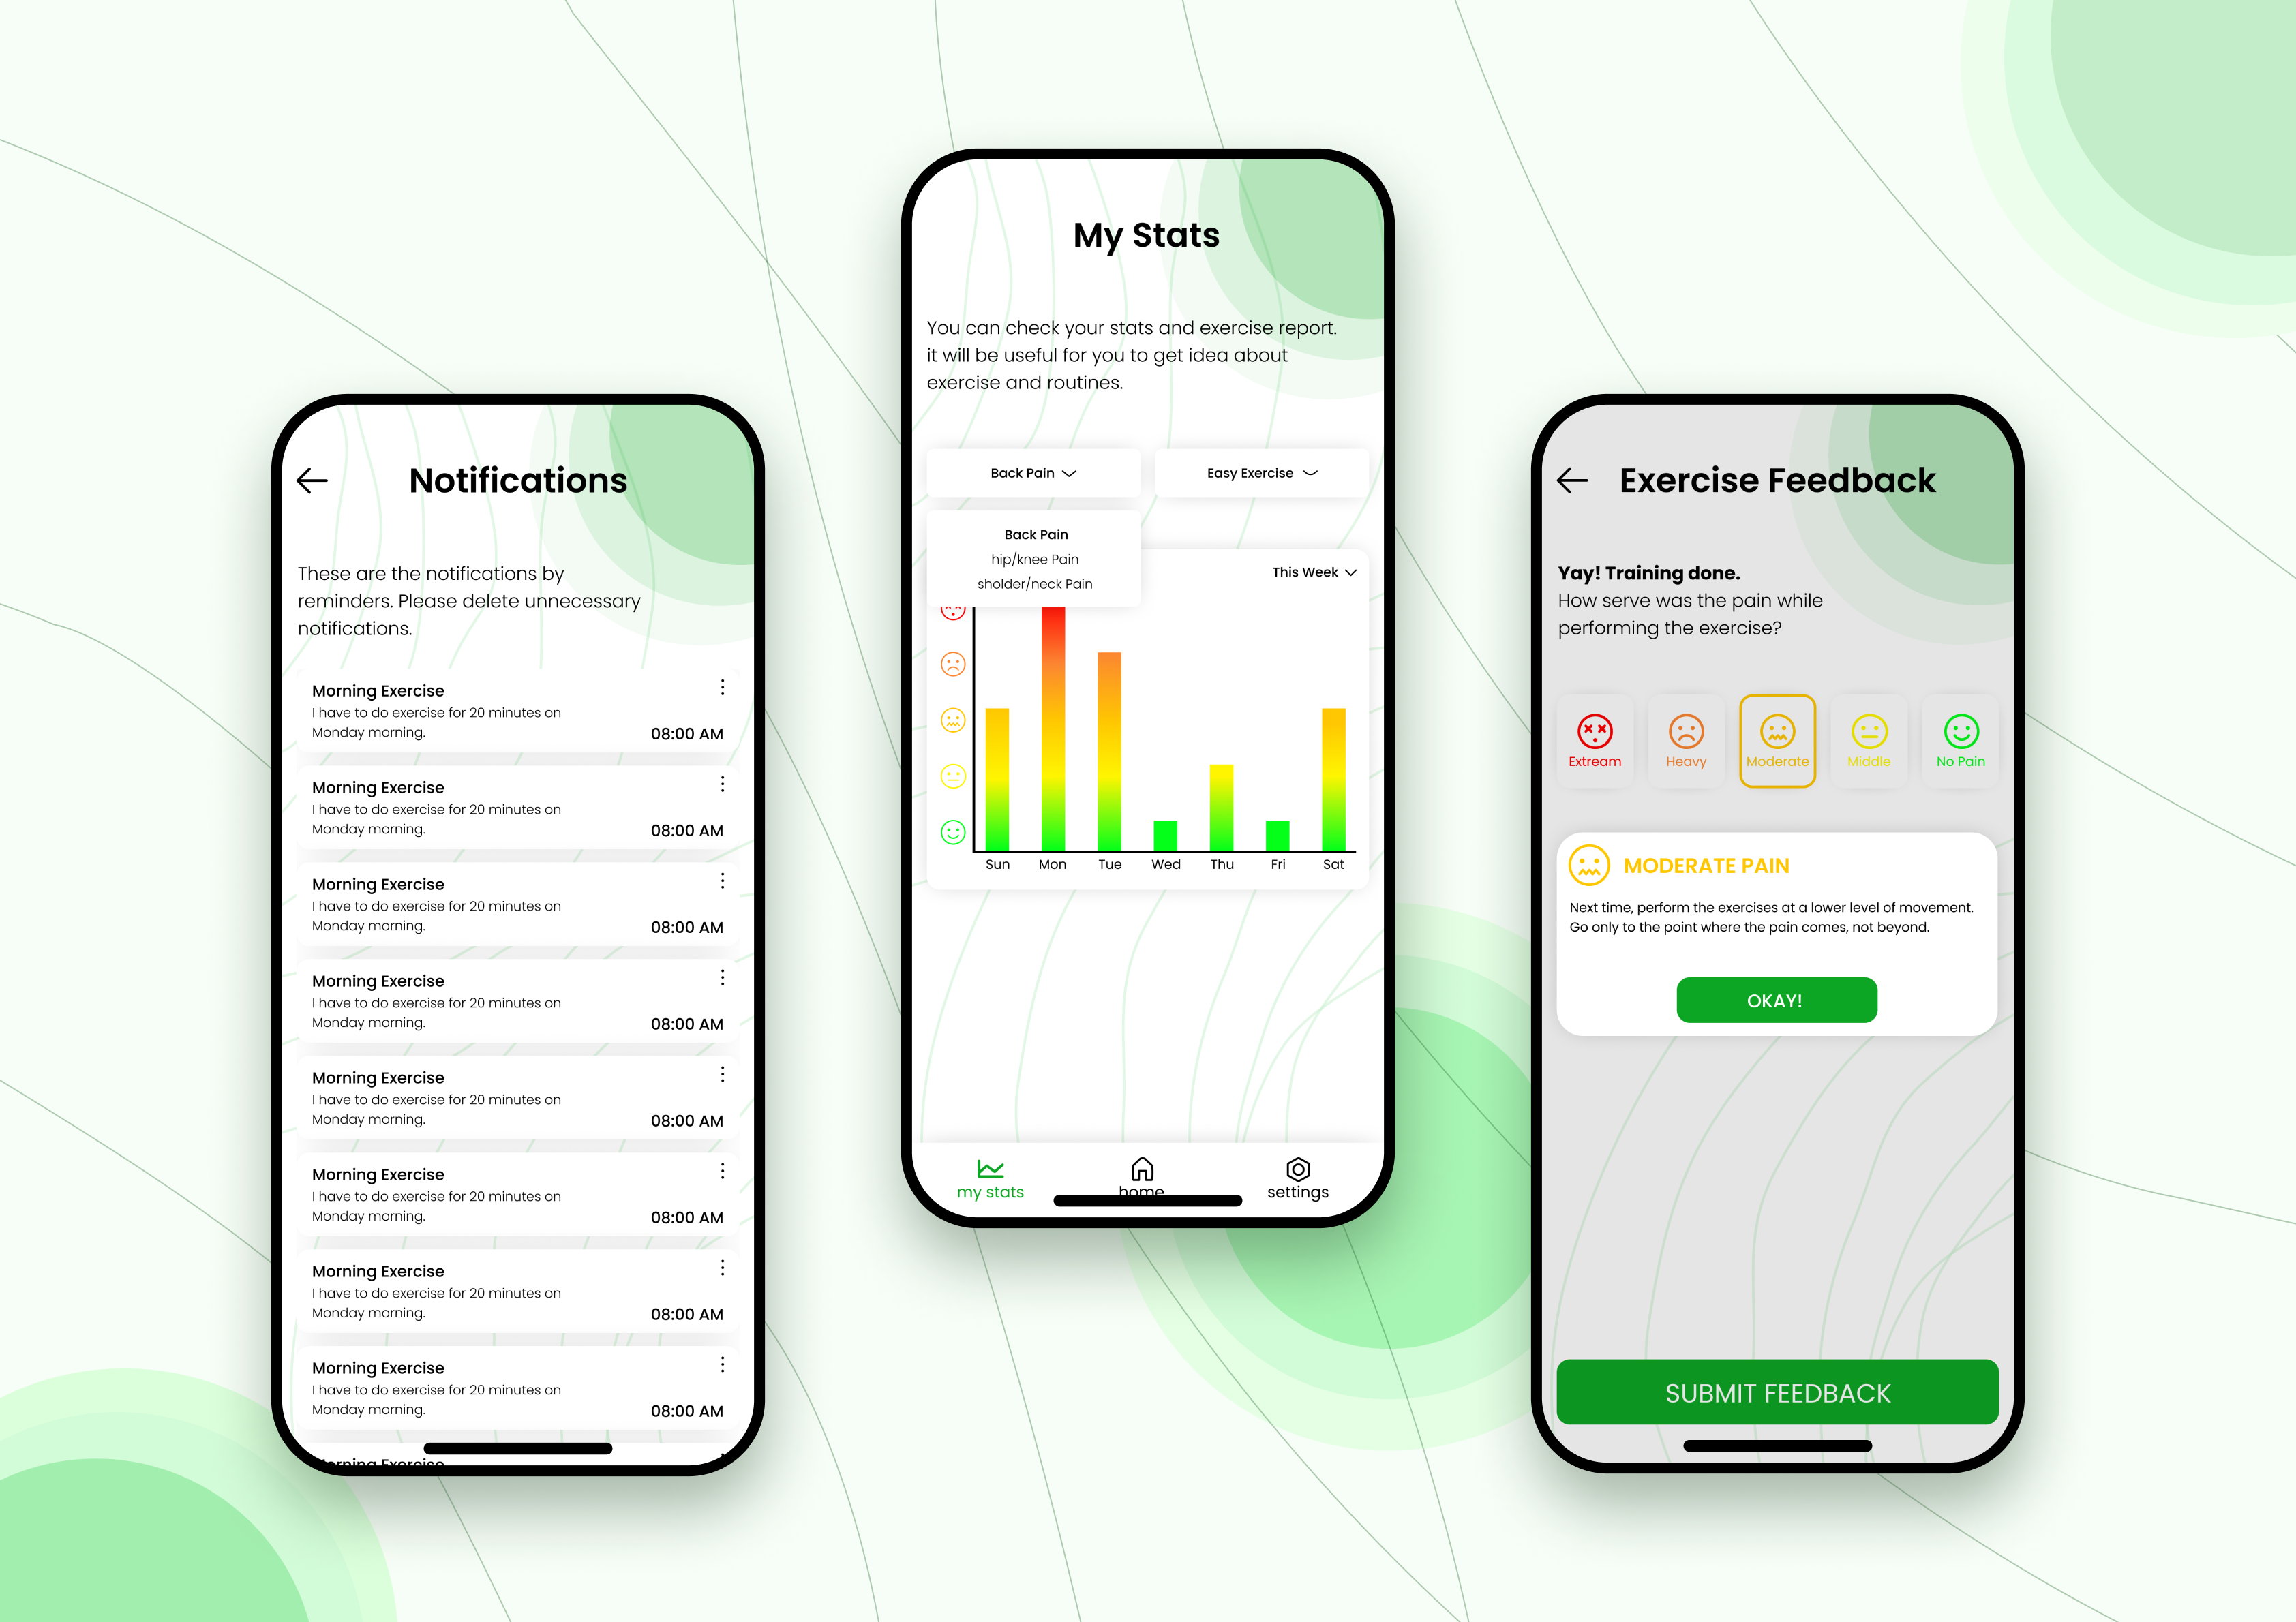 Notifications
These are the notifications by
reminders. Please delete unnecessary
notifications.
Morning Exercise
I have to do exercise for 20 minutes on
Monday morning.
08:00 AM
Morning Exercise
I have to do exercise for 20 minutes on
Monday morning.
08:00 AM
Morning Exercise
I have to do exercise for 20 minutes on
Monday morning.
08:00 AM
Morning Exercise
I have to do exercise for 20 minutes on
Monday morning.
08:00 AM
Morning Exercise
I have to do exercise for 20 minutes on
Monday morning.
08:00 AM
Morning Exercise
I have to do exercise for 20 minutes on
Monday morning.
08:00 AM
Morning Exercise
I have to do exercise for 20 minutes on
Monday morning.
08:00 AM
Morning Exercise
I have to do exercise for 20 minutes on
Monday morning.
08:00 AM
Morning Exercise
My Stats
You can check your stats and exercise report.
it will be useful for you to get idea about
exercise and routines.
Back Pain
Easy Exercise
Back Pain
hip/knee Pain
sholder/neck Pain
This Week
Sun Mon Tue Wed Thu Fri Sat
my stats home settings
Exercise Feedback
Yay! Training done.
How serve was the pain while
performing the exercise?
Extream Heavy Moderate Middle No Pain
MODERATE PAIN
Next time, perform the exercises at a lower level of movement.
Go only to the point where the pain comes, not beyond.
OKAY!
SUBMIT FEEDBACK